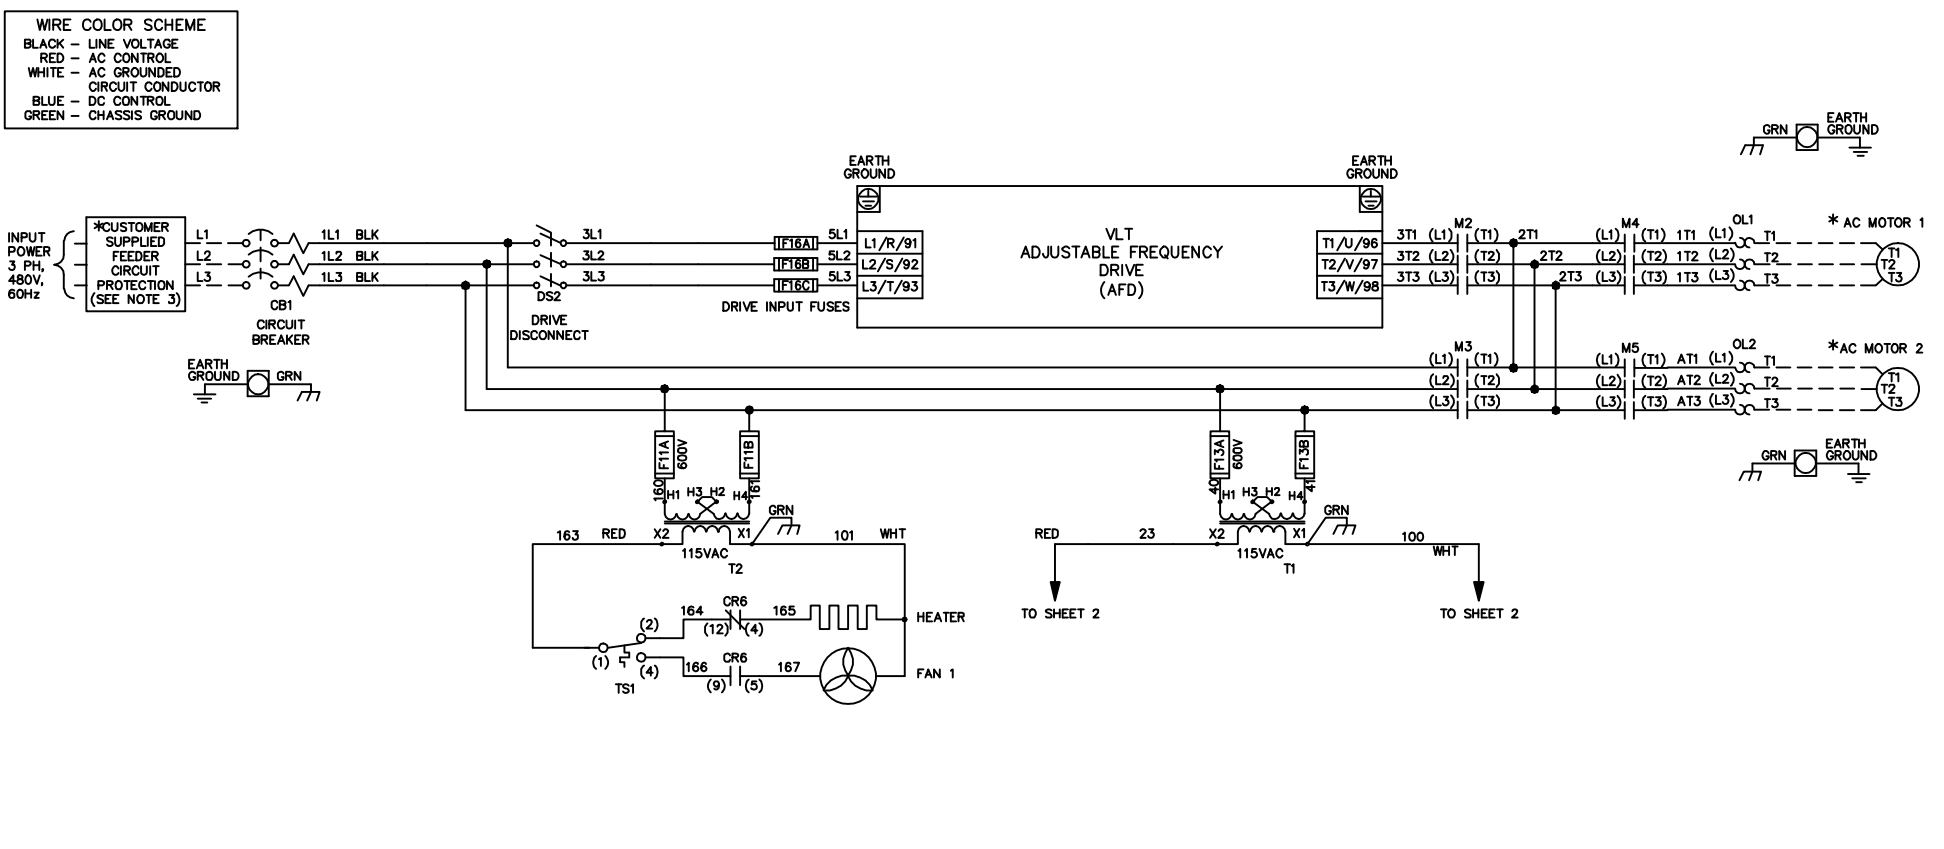 WIRE COLOR SCHEME
BLACK – LINE VOLTAGE
RED – AC CONTROL
WHITE – AC GROUNDED
CIRCUIT CONDUCTOR
BLUE – DC CONTROL
GREEN – CHASSIS GROUND
INPUT
POWER
3 PH,
480V,
60Hz
*CUSTOMER
SUPPLIED
FEEDER
CIRCUIT
PROTECTION
(SEE NOTE 3)
L1
L2
L3
CB1
CIRCUIT
BREAKER
1L1 BLK
1L2 BLK
1L3 BLK
EARTH
GROUND
GRN
DS2
DRIVE
DISCONNECT
3L1
3L2
3L3
F16A
F16B
F16C
DRIVE INPUT FUSES
5L1
5L2
5L3
EARTH
GROUND
L1/R/91
L2/S/92
L3/T/93
VLT
ADJUSTABLE FREQUENCY
DRIVE
(AFD)
EARTH
GROUND
T1/U/96
T2/V/97
T3/W/98
M2
3T1 (L1) (T1) 2T1
3T2 (L2) (T2) 2T2
3T3 (L3) (T3) 2T3
M4
(L1) (T1) 1T1 (L1)
(L2) (T2) 1T2 (L2)
(L3) (T3) 1T3 (L3)
OL1
T1
T2
T3
* AC MOTOR 1
T1
T2
T3
GRN
EARTH
GROUND
M3
(L1) (T1)
(L2) (T2)
(L3) (T3)
M5
(L1) (T1) AT1 (L1)
(L2) (T2) AT2 (L2)
(L3) (T3) AT3 (L3)
OL2
T1
T2
T3
*AC MOTOR 2
T1
T2
T3
GRN
EARTH
GROUND
F11A
600V
F11B
160
161
H1 H3 H2 H4
GRN
163 RED X2 X1 101 WHT
115VAC
T2
F13A
600V
F13B
40
41
H1 H3 H2 H4
GRN
RED 23 X2 X1 100
WHT
115VAC
T1
TO SHEET 2
TO SHEET 2
CR6
164 165
(12) (4)
HEATER
(2)
(1)
(4)
TS1
CR6
166 167
(9) (5)
FAN 1